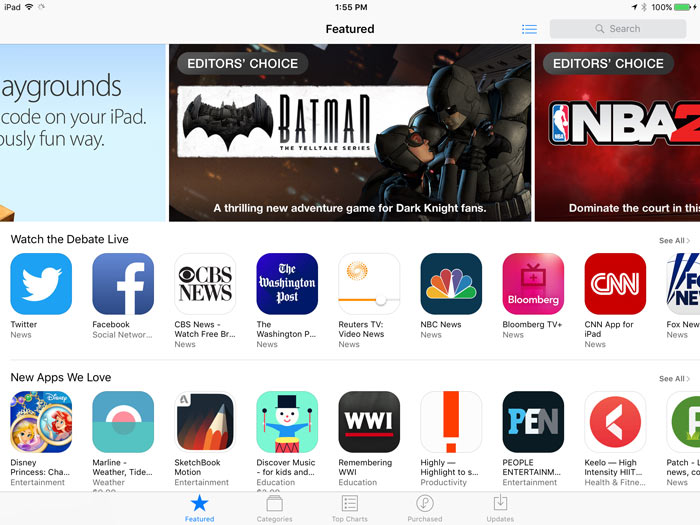 iPad
1:55 PM
100%
Featured
Search
aygrounds
code on your iPad.
ously fun way.
EDITORS' CHOICE
BATMAN
THE TELLTALE SERIES
A thrilling new adventure game for Dark Knight fans.
EDITORS' CHOICE
NBA 2
Dominate the court in this
Watch the Debate Live
See All >
CBS
NEWS
The
Washington
Post
Bloomberg
CNN
FOX
NE
Twitter
News
Facebook
Social Networ...
CBS News -
Watch Free Br...
News
The
Washington P...
News
Reuters TV:
Video News
News
NBC News
News
Bloomberg TV+
News
CNN App for
iPad
News
Fox New
News
New Apps We Love
See All >
Disney
WWI
PEN
Disney
Princess: Cha...
Entertainment
Marline -
Weather, Tide...
Weather
SketchBook
Motion
Entertainment
Discover Music
- for kids and...
Education
Remembering
WWI
Education
Highly —
Highlight to s...
Productivity
PEOPLE
ENTERTAINM...
Entertainment
Keelo — High
Intensity HIIT...
Health & Fitne...
Patch - L
news, co
News
Featured
Categories
Top Charts
Purchased
Updates